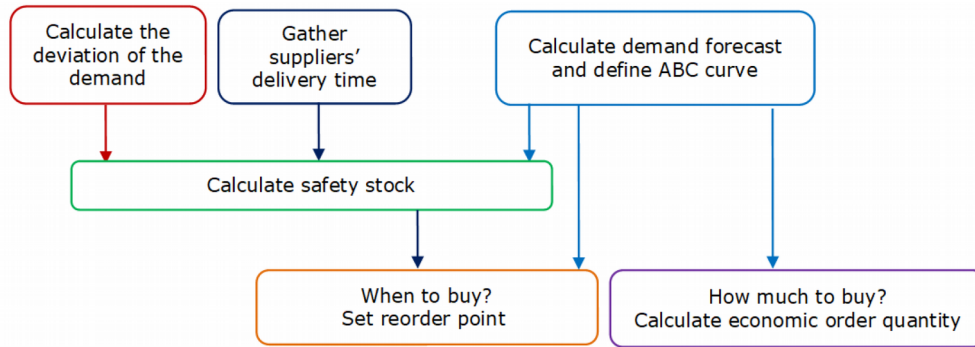 Calculate the
deviation of the
demand
Gather
suppliers’
delivery time
Calculate demand forecast
and define ABC curve
Calculate safety stock
When to buy?
Set reorder point
How much to buy?
Calculate economic order quantity